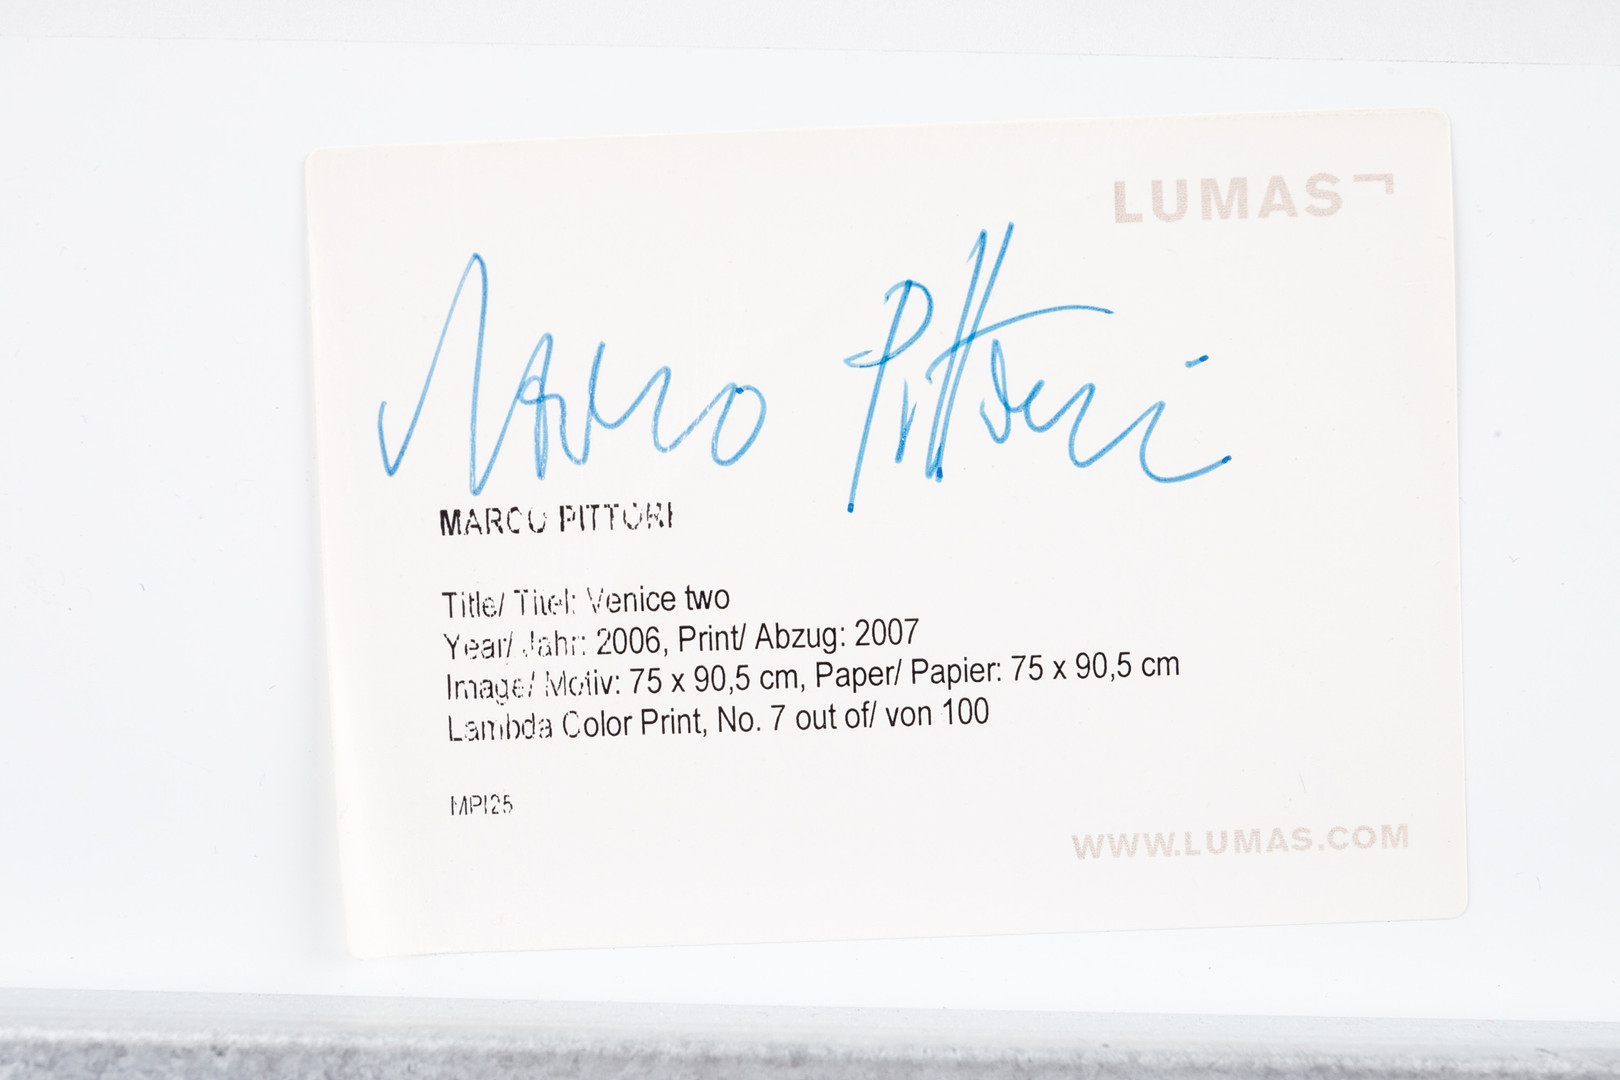 LUMAS
Marco Pittori
MARCO PITTORI
Title/ Titel: Venice two
Year/ Jahr: 2006, Print/ Abzug: 2007
Image/ Motiv: 75 x 90,5 cm, Paper/ Papier: 75 x 90,5 cm
Lambda Color Print, No. 7 out of/ von 100
MPI25
WWW.LUMAS.COM